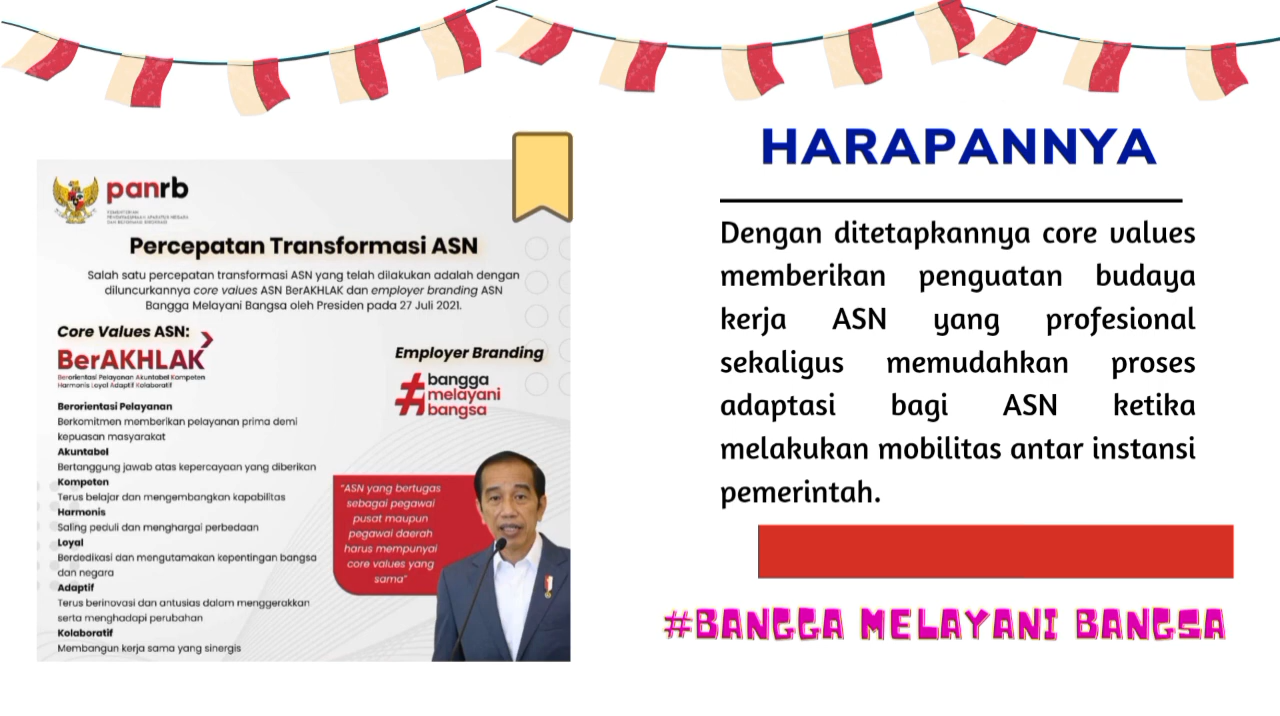 panrb
KEMENTERIAN
PENDAYAGUNAAN APARATUR NEGARA
DAN REFORMASI BIROKRASI
Percepatan Transformasi ASN
Salah satu percepatan transformasi ASN yang telah dilakukan adalah dengan
diluncurkannya core values ASN BerAKHLAK dan employer branding ASN
Bangga Melayani Bangsa oleh Presiden pada 27 Juli 2021.
Core Values ASN:
BerAKHLAK
Berorientasi Pelayanan Akuntabel Kompeten
Harmonis Loyal Adaptif Kolaboratif
Employer Branding
#bangga
melayani
bangsa
Berorientasi Pelayanan
Berkomitmen memberikan pelayanan prima demi
kepuasan masyarakat
Akuntabel
Bertanggung jawab atas kepercayaan yang diberikan
Kompeten
Terus belajar dan mengembangkan kapabilitas
Harmonis
Saling peduli dan menghargai perbedaan
Loyal
Berdedikasi dan mengutamakan kepentingan bangsa
dan negara
Adaptif
Terus berinovasi dan antusias dalam menggerakkan
serta menghadapi perubahan
Kolaboratif
Membangun kerja sama yang sinergis
"ASN yang bertugas
sebagai pegawai
pusat maupun
pegawai daerah
harus mempunyai
core values yang
sama"
HARAPANNYA
Dengan ditetapkannya core values
memberikan penguatan budaya
kerja ASN yang profesional
sekaligus memudahkan proses
adaptasi bagi ASN ketika
melakukan mobilitas antar instansi
pemerintah.
#BANGGA MELAYANI BANGSA